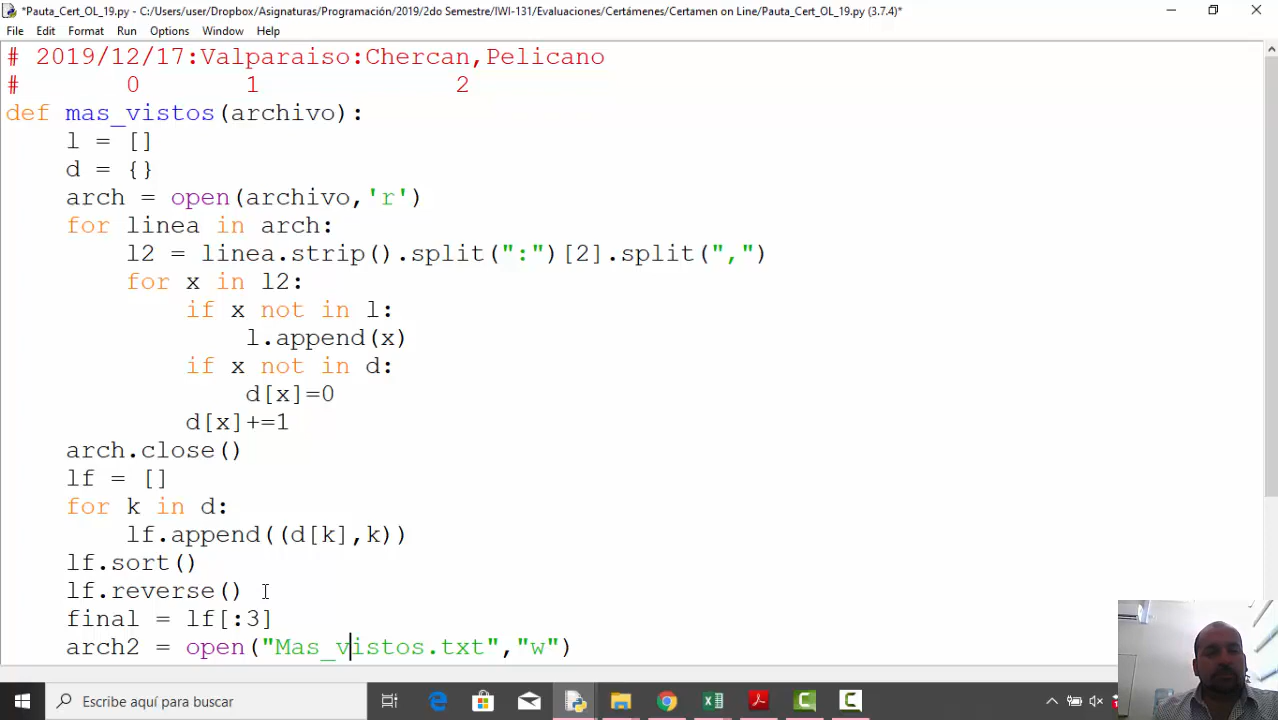 *Pauta_Cert_OL_19.py - C:/Users/user/Dropbox/Asignaturas/Programación/2019/2do Semestre/IWI-131/Evaluaciones/Certámenes/Certamen on Line/Pauta_Cert_OL_19.py (3.7.4)*
File Edit Format Run Options Window Help
# 2019/12/17:Valparaiso:Chercan,Pelicano
# 0 1 2
def mas_vistos(archivo):
    l = []
    d = {}
    arch = open(archivo,'r')
    for linea in arch:
        l2 = linea.strip().split(":")[2].split(",")
        for x in l2:
            if x not in l:
                l.append(x)
            if x not in d:
                d[x]=0
            d[x]+=1
    arch.close()
    lf = []
    for k in d:
        lf.append((d[k],k))
    lf.sort()
    lf.reverse()
    final = lf[:3]
    arch2 = open("Mas_vistos.txt","w")
Escribe aquí para buscar